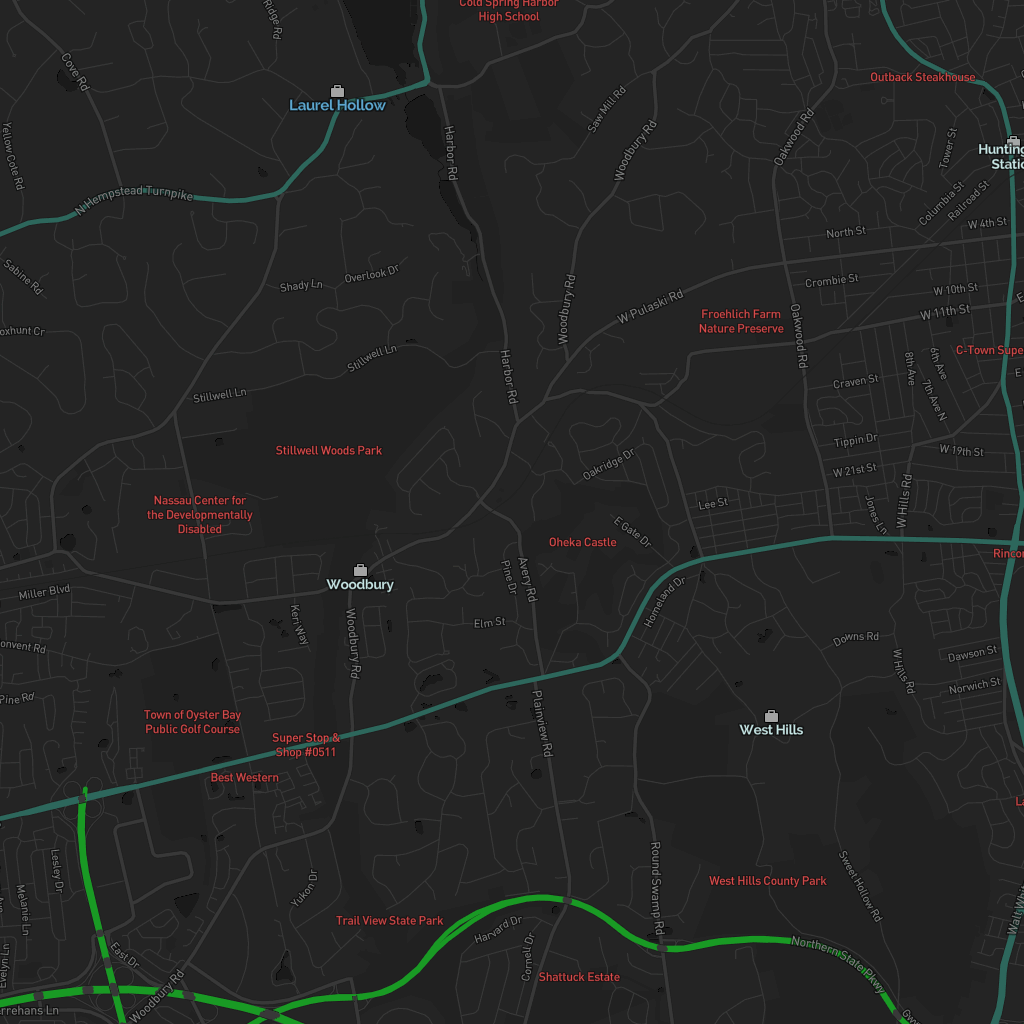 Cold Spring Harbor
High School
Ridge Rd
Cove Rd
Outback Steakhouse
Laurel Hollow
Saw Mill Rd
Woodbury Rd
Oakwood Rd
Tower St
Harbor Rd
Yellow Cote Rd
N Hempstead Turnpike
Columbia St
Railroad St
W 4th St
North St
Sabine Rd
Overlook Dr
Shady Ln
Crombie St
W 10th St
Woodbury Rd
W Pulaski Rd
Froehlich Farm
Nature Preserve
W 11th St
Oakwood Rd
Stillwell Ln
Harbor Rd
8th Ave
6th Ave
7th Ave N
Craven St
Stillwell Ln
Stillwell Woods Park
Tippin Dr
W 19th St
Oakridge Dr
W 21st St
Nassau Center for
the Developmentally
Disabled
Lee St
Jones Ln
W Hills Rd
E Gate Dr
Oheka Castle
Woodbury
Pine Dr
Avery Rd
Miller Blvd
Homeland Dr
Keri Way
Woodbury Rd
Elm St
Downs Rd
Dawson St
W Hills Rd
Norwich St
Pine Rd
Town of Oyster Bay
Public Golf Course
Plainview Rd
West Hills
Super Stop &
Shop #0511
Best Western
Lesley Dr
Melanie Ln
Yukon Dr
Round Swamp Rd
West Hills County Park
Sweet Hollow Rd
Trail View State Park
Harvard Dr
Cornall Dr
Northern State Pkwy
East Dr
Evelyn Ln
Shattuck Estate
Woodbury Rd